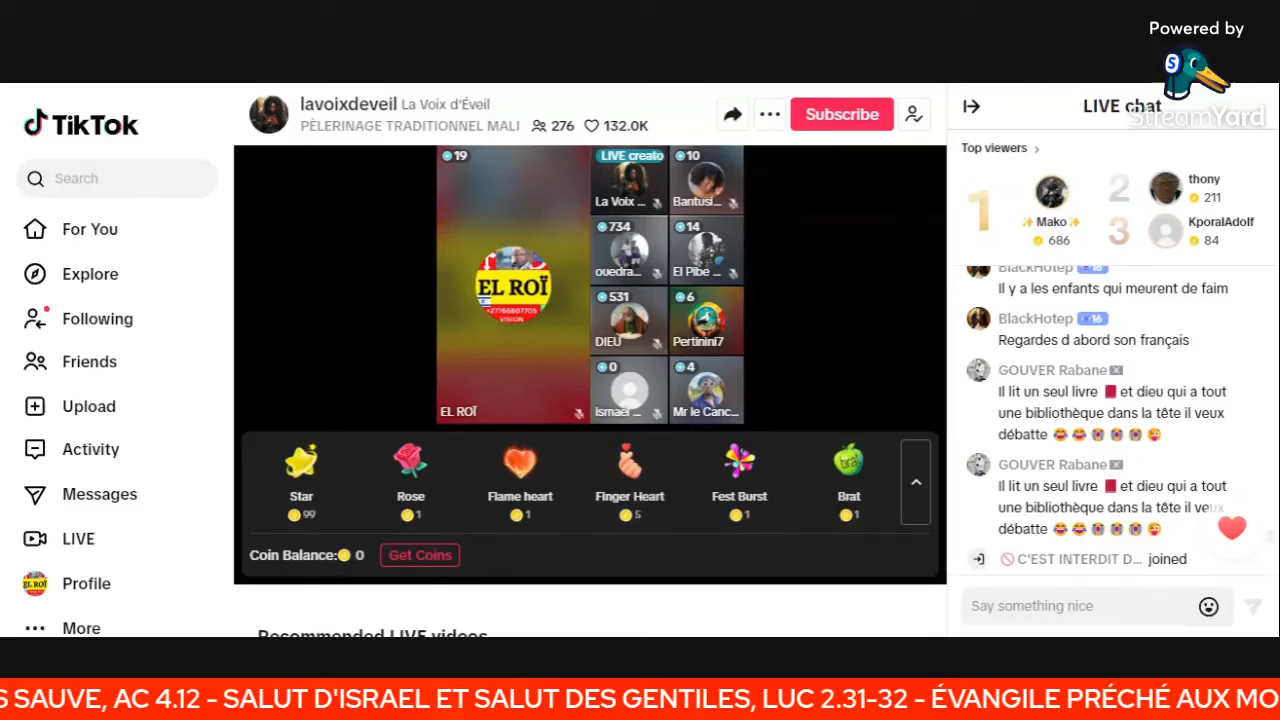 Powered by
S
StreamYard
TikTok
Search
For You
Explore
Following
Friends
Upload
Activity
Messages
LIVE
Profile
More
lavoixdeveil La Voix d'Éveil
PÈLERINAGE TRADITIONNEL MALI 276 132.0K
Subscribe
19
EL ROÏ
+27766807705
VISION
EL ROÏ
LIVE creato
La Voix ...
10
Bantusi...
734
ouedra...
14
El Pibe ...
531
DIEU
6
Pertinini7
0
ismael ...
4
Mr le Canc...
Star
99
Rose
1
Flame heart
1
Finger Heart
5
Fest Burst
1
Brat
1
Coin Balance: 0 Get Coins
Recommended LIVE videos
LIVE chat
Top viewers
1
Mako
686
2
thony
211
3
KporalAdolf
84
BlackHotep 16
Il y a les enfants qui meurent de faim
BlackHotep 16
Regardes d abord son français
GOUVER Rabane
Il lit un seul livre et dieu qui a tout
une bibliothèque dans la tête il veux
débatte
GOUVER Rabane
Il lit un seul livre et dieu qui a tout
une bibliothèque dans la tête il veux
débatte
C'EST INTERDIT D... joined
Say something nice
S SAUVE, AC 4.12 - SALUT D'ISRAEL ET SALUT DES GENTILES, LUC 2.31-32 - ÉVANGILE PRÉCHÉ AUX MO